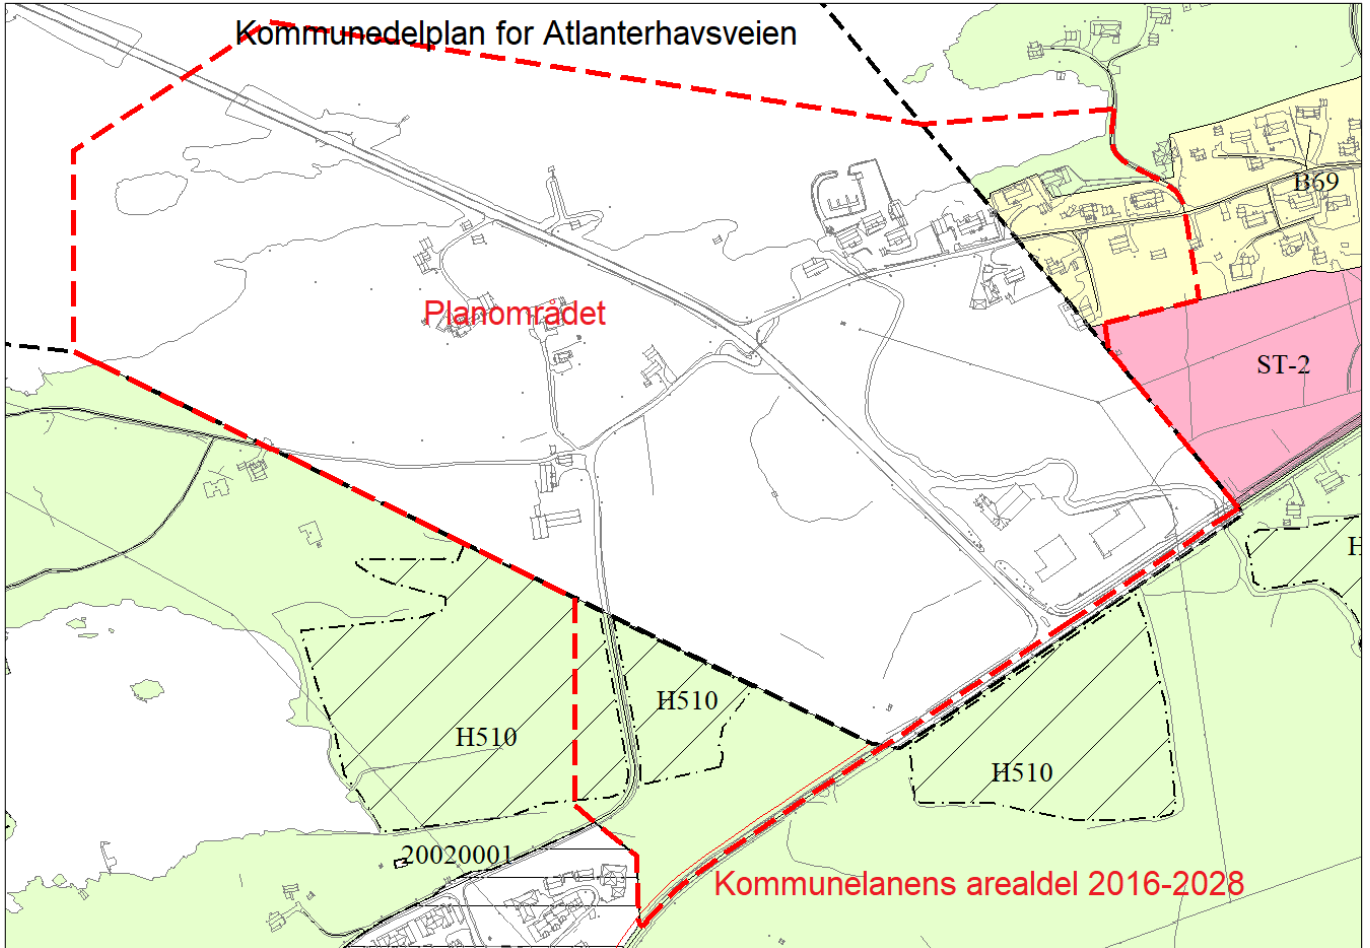 Kommunedelplan for Atlanterhavsveien
B69
Planområdet
ST-2
H
H510
H510
H510
20020001
Kommunelanens arealdel 2016-2028